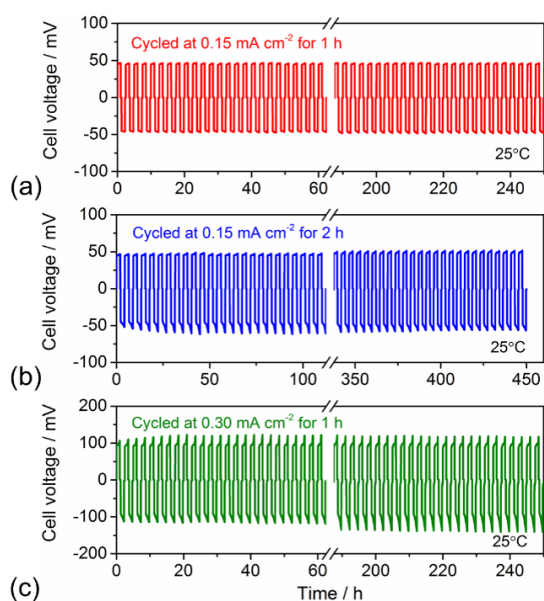 Cell voltage / mV
100
50
0
-50
-100
Cycled at 0.15 mA cm⁻² for 1 h
25°C
0 20 40 60 200 220 240
(a)
Cell voltage / mV
100
50
0
-50
-100
Cycled at 0.15 mA cm⁻² for 2 h
25°C
0 50 100 350 400 450
(b)
Cell voltage / mV
200
100
0
-100
-200
Cycled at 0.30 mA cm⁻² for 1 h
25°C
0 20 40 60 200 220 240
(c)
Time / h